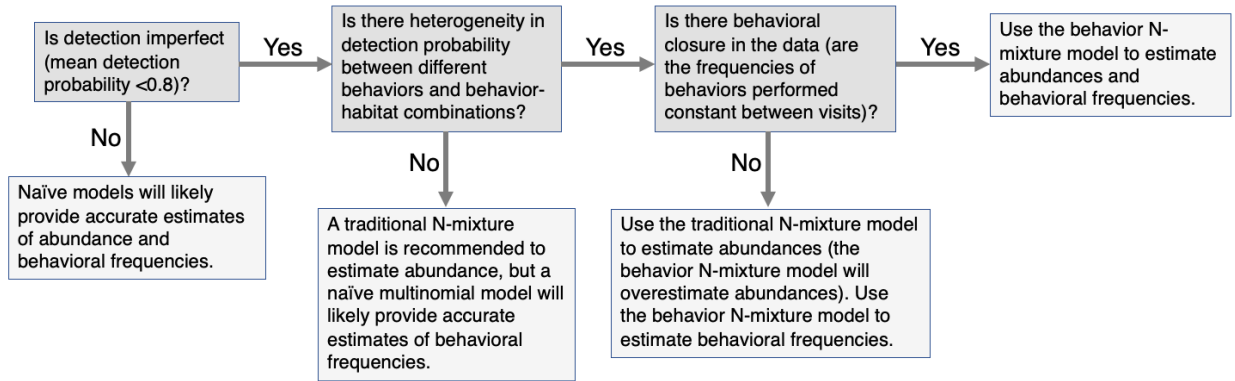 Is detection imperfect
(mean detection
probability <0.8)?
Yes
No
Naïve models will likely
provide accurate estimates
of abundance and
behavioral frequencies.
Is there heterogeneity in
detection probability
between different
behaviors and behavior-
habitat combinations?
Yes
No
A traditional N-mixture
model is recommended to
estimate abundance, but a
naïve multinomial model will
likely provide accurate
estimates of behavioral
frequencies.
Is there behavioral
closure in the data (are
the frequencies of
behaviors performed
constant between visits)?
Yes
No
Use the traditional N-mixture model
to estimate abundances (the
behavior N-mixture model will
overestimate abundances). Use
the behavior N-mixture model to
estimate behavioral frequencies.
Use the behavior N-
mixture model to estimate
abundances and
behavioral frequencies.